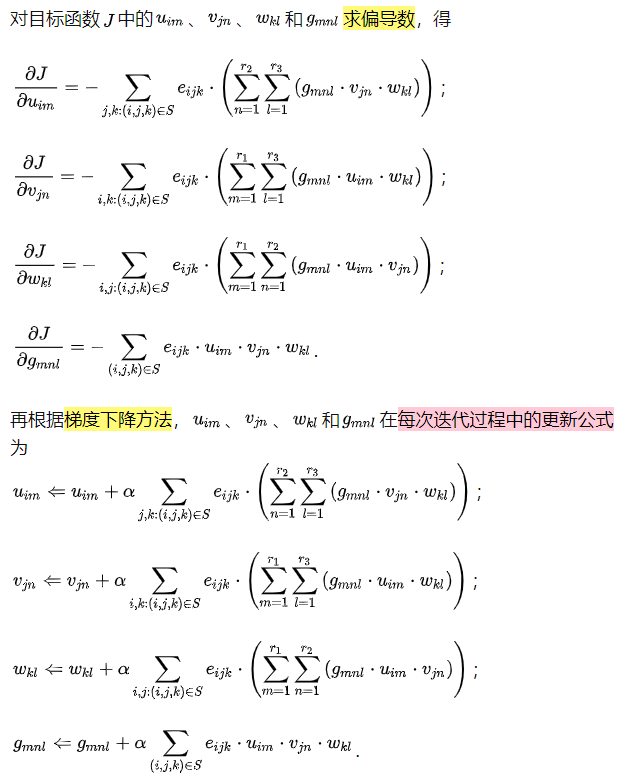 对目标函数 $J$ 中的 $u_{im}$、$v_{jn}$、$w_{kl}$ 和 $g_{mnl}$ 求偏导数，得
$\frac{\partial J}{\partial u_{im}} = -\sum_{j,k:(i,j,k)\in S} e_{ijk} \cdot \left( \sum_{n=1}^{r_2} \sum_{l=1}^{r_3} (g_{mnl} \cdot v_{jn} \cdot w_{kl}) \right)$；
$\frac{\partial J}{\partial v_{jn}} = -\sum_{i,k:(i,j,k)\in S} e_{ijk} \cdot \left( \sum_{m=1}^{r_1} \sum_{l=1}^{r_3} (g_{mnl} \cdot u_{im} \cdot w_{kl}) \right)$；
$\frac{\partial J}{\partial w_{kl}} = -\sum_{i,j:(i,j,k)\in S} e_{ijk} \cdot \left( \sum_{m=1}^{r_1} \sum_{n=1}^{r_2} (g_{mnl} \cdot u_{im} \cdot v_{jn}) \right)$；
$\frac{\partial J}{\partial g_{mnl}} = -\sum_{(i,j,k)\in S} e_{ijk} \cdot u_{im} \cdot v_{jn} \cdot w_{kl}$.
再根据梯度下降方法，$u_{im}$、$v_{jn}$、$w_{kl}$ 和 $g_{mnl}$ 在每次迭代过程中的更新公式
为
$u_{im} \Leftarrow u_{im} + \alpha \sum_{j,k:(i,j,k)\in S} e_{ijk} \cdot \left( \sum_{n=1}^{r_2} \sum_{l=1}^{r_3} (g_{mnl} \cdot v_{jn} \cdot w_{kl}) \right)$；
$v_{jn} \Leftarrow v_{jn} + \alpha \sum_{i,k:(i,j,k)\in S} e_{ijk} \cdot \left( \sum_{m=1}^{r_1} \sum_{l=1}^{r_3} (g_{mnl} \cdot u_{im} \cdot w_{kl}) \right)$；
$w_{kl} \Leftarrow w_{kl} + \alpha \sum_{i,j:(i,j,k)\in S} e_{ijk} \cdot \left( \sum_{m=1}^{r_1} \sum_{n=1}^{r_2} (g_{mnl} \cdot u_{im} \cdot v_{jn}) \right)$；
$g_{mnl} \Leftarrow g_{mnl} + \alpha \sum_{(i,j,k)\in S} e_{ijk} \cdot u_{im} \cdot v_{jn} \cdot w_{kl}$.